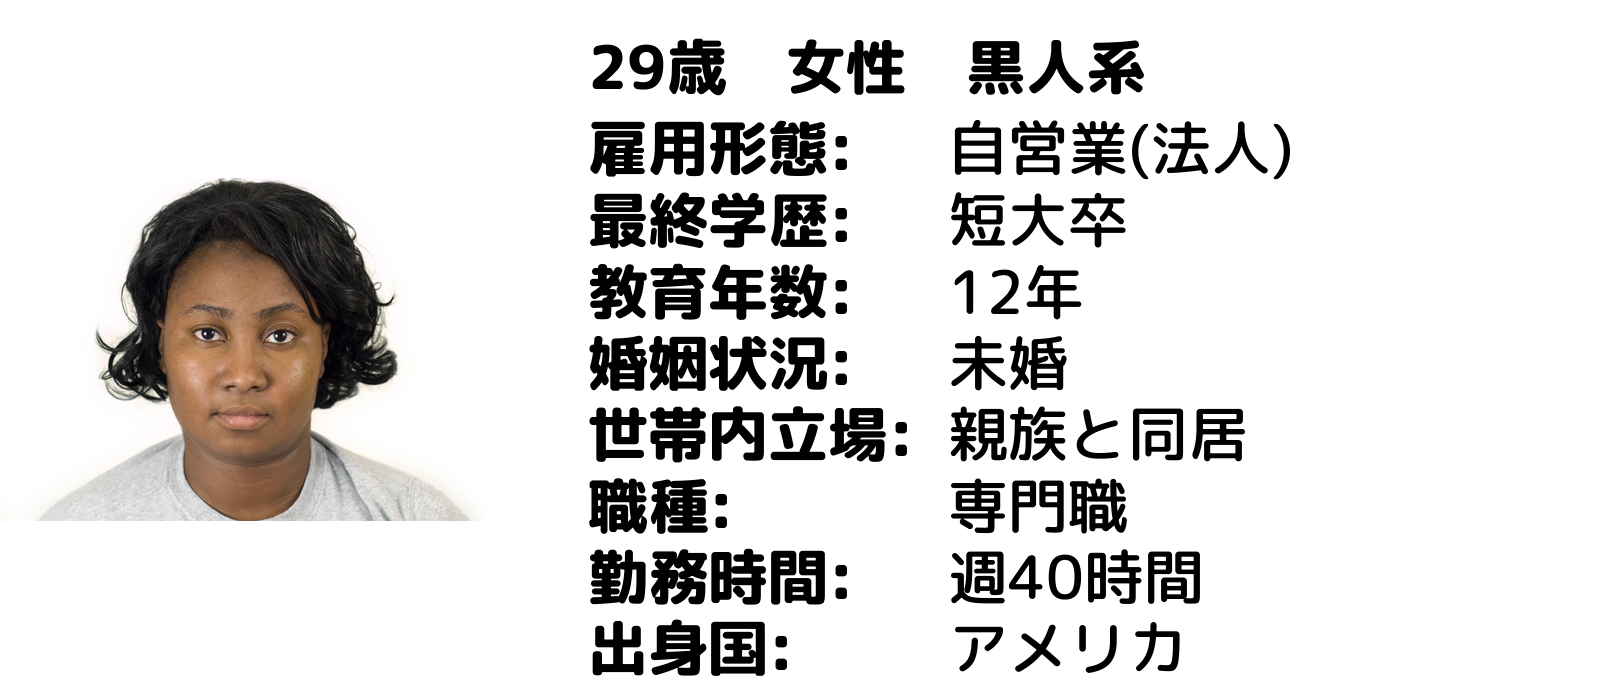 29歳　女性　黒人系
雇用形態:　自営業(法人)
最終学歴:　短大卒
教育年数:　12年
婚姻状況:　未婚
世帯内立場:　親族と同居
職種:　専門職
勤務時間:　週40時間
出身国:　アメリカ